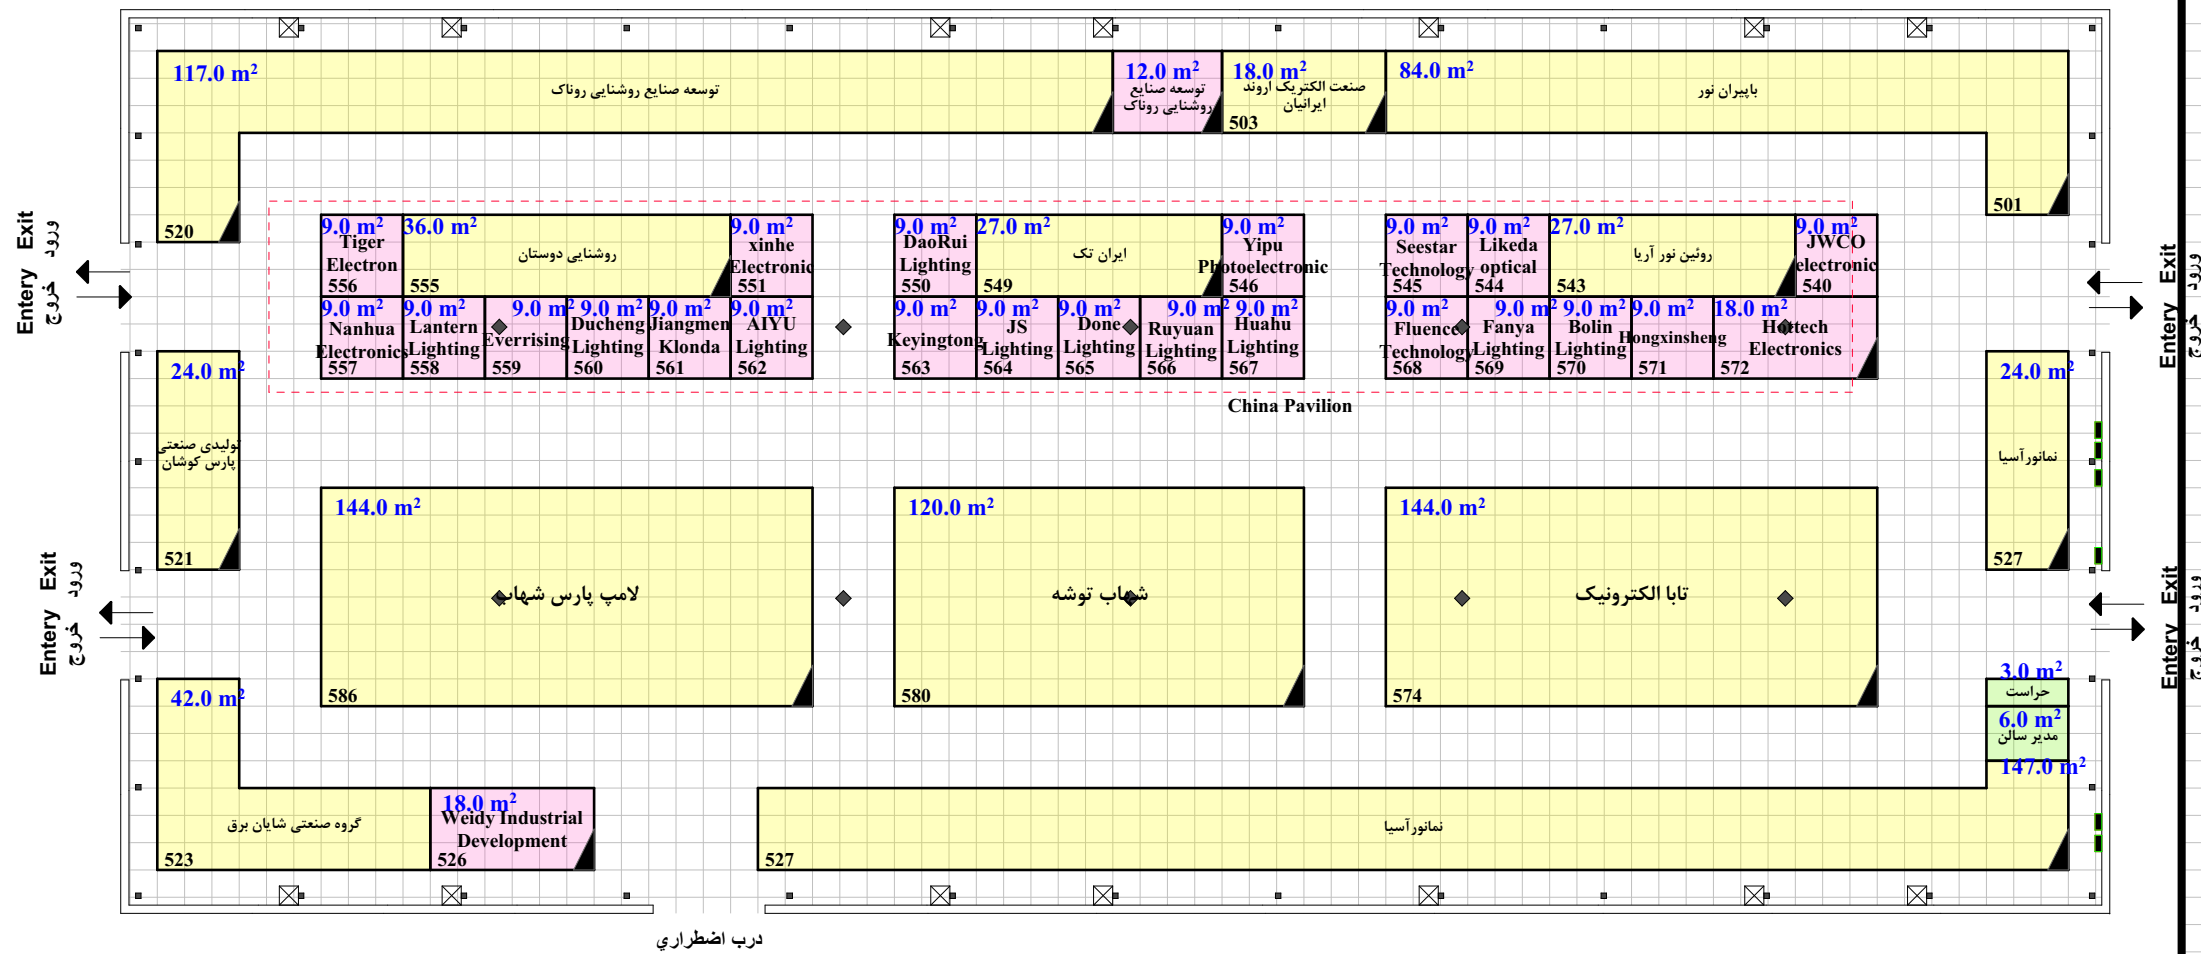 117.0 m²
توسعه صنایع روشنایی روناک
520
12.0 m²
توسعه صنایع
روشنایی روناک
18.0 m²
صنعت الکتریک اروند
ایرانیان
503
84.0 m²
باپیران نور
501
Entery Exit
ورود
خروج
Entery Exit
ورود
خروج
9.0 m²
Tiger
Electron
556
36.0 m²
روشنایی دوستان
555
9.0 m²
xinhe
Electronic
551
9.0 m²
DaoRui
Lighting
550
27.0 m²
ایران تک
549
9.0 m²
Yipu
Photoelectronic
546
9.0 m²
Seestar
Technology
545
9.0 m²
Likeda
optical
544
27.0 m²
روئین نور آریا
543
9.0 m²
JWCO
electronic
540
9.0 m²
Nanhua
Electronics
557
9.0 m²
Lantern
Lighting
558
9.0 m²
Everrising
559
9.0 m²
Ducheng
Lighting
560
9.0 m²
Jiangmen
Klonda
561
9.0 m²
AIYU
Lighting
562
9.0 m²
Keyingtong
563
9.0 m²
JS
Lighting
564
9.0 m²
Done
Lighting
565
9.0 m²
Ruyuan
Lighting
566
9.0 m²
Huahu
Lighting
567
9.0 m²
Fluence
Technology
568
9.0 m²
Fanya
Lighting
569
9.0 m²
Bolin
Lighting
570
9.0 m²
Hongxinsheng
571
18.0 m²
Hottech
Electronics
572
China Pavilion
24.0 m²
تولیدی صنعتی
پارس کوشان
521
24.0 m²
نمانورآسیا
527
144.0 m²
لامپ پارس شهاب
586
120.0 m²
شهاب توشه
580
144.0 m²
تابا الکترونیک
574
Entery Exit
ورود
خروج
Entery Exit
ورود
خروج
3.0 m²
حراست
6.0 m²
مدیر سالن
42.0 m²
گروه صنعتی شایان برق
523
18.0 m²
Weidy Industrial
Development
526
147.0 m²
نمانورآسیا
527
درب اضطراري